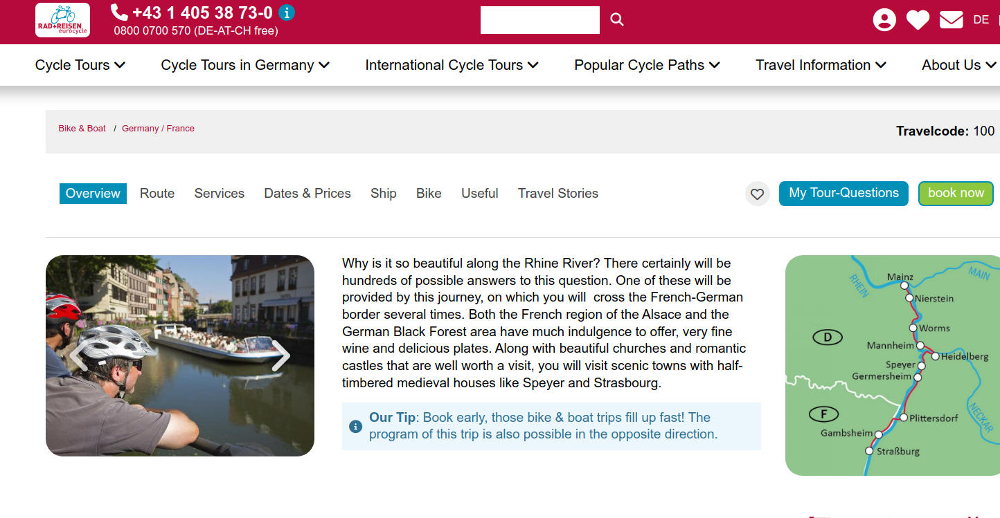 RAD+REISEN
eurocycle
+43 1 405 38 73-0
0800 0700 570 (DE-AT-CH free)
DE
Cycle Tours
Cycle Tours in Germany
International Cycle Tours
Popular Cycle Paths
Travel Information
About Us
Bike & Boat / Germany / France
Travelcode: 100
Overview
Route
Services
Dates & Prices
Ship
Bike
Useful
Travel Stories
My Tour-Questions
book now
Why is it so beautiful along the Rhine River? There certainly will be
hundreds of possible answers to this question. One of these will be
provided by this journey, on which you will cross the French-German
border several times. Both the French region of the Alsace and the
German Black Forest area have much indulgence to offer, very fine
wine and delicious plates. Along with beautiful churches and romantic
castles that are well worth a visit, you will visit scenic towns with half-
timbered medieval houses like Speyer and Strasbourg.
Our Tip: Book early, those bike & boat trips fill up fast! The
program of this trip is also possible in the opposite direction.
RHEIN
Mainz
MAIN
Nierstein
Worms
D
Mannheim
Heidelberg
Speyer
Germersheim
F
Plittersdorf
NECKAR
Gambsheim
Straßburg